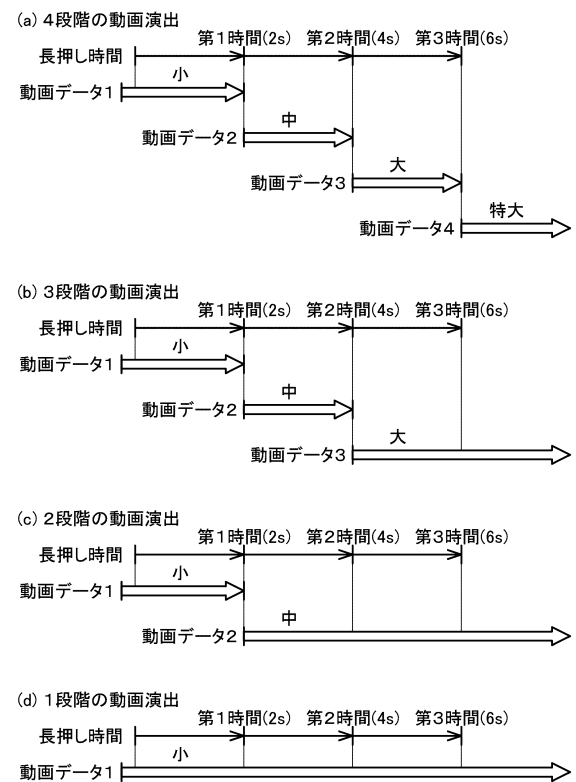 (a) 4段階の動画演出
第1時間(2s) 第2時間(4s) 第3時間(6s)
長押し時間
小
動画データ1
中
動画データ2
大
動画データ3
特大
動画データ4
(b) 3段階の動画演出
第1時間(2s) 第2時間(4s) 第3時間(6s)
長押し時間
小
動画データ1
中
動画データ2
大
動画データ3
(c) 2段階の動画演出
第1時間(2s) 第2時間(4s) 第3時間(6s)
長押し時間
小
動画データ1
中
動画データ2
(d) 1段階の動画演出
第1時間(2s) 第2時間(4s) 第3時間(6s)
長押し時間
小
動画データ1